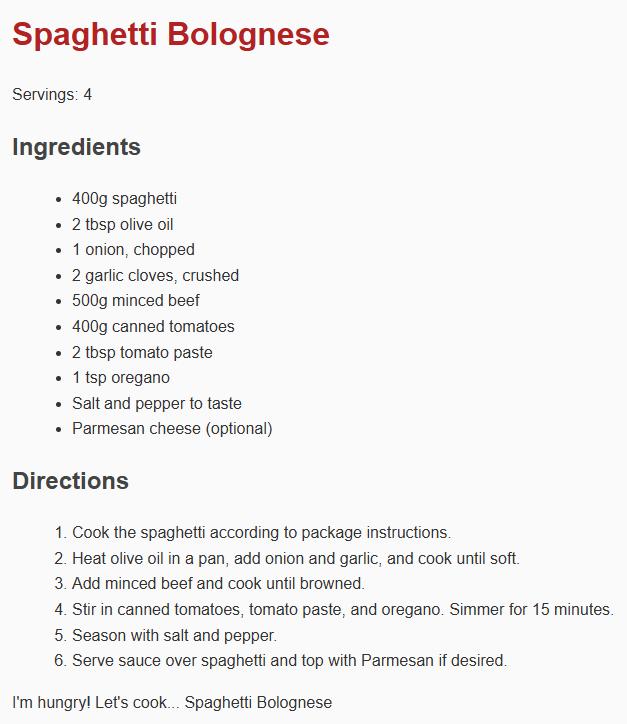 Spaghetti Bolognese
Servings: 4
Ingredients
• 400g spaghetti
• 2 tbsp olive oil
• 1 onion, chopped
• 2 garlic cloves, crushed
• 500g minced beef
• 400g canned tomatoes
• 2 tbsp tomato paste
• 1 tsp oregano
• Salt and pepper to taste
• Parmesan cheese (optional)
Directions
1. Cook the spaghetti according to package instructions.
2. Heat olive oil in a pan, add onion and garlic, and cook until soft.
3. Add minced beef and cook until browned.
4. Stir in canned tomatoes, tomato paste, and oregano. Simmer for 15 minutes.
5. Season with salt and pepper.
6. Serve sauce over spaghetti and top with Parmesan if desired.
I'm hungry! Let's cook... Spaghetti Bolognese